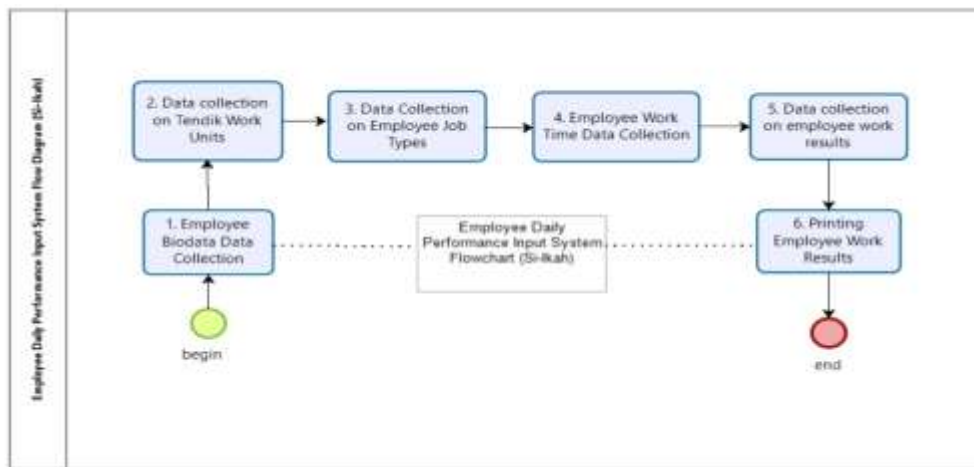 Employee Daily Performance Input System Flow Diagram (Si-Ikah)
2. Data collection
on Tendik Work
Units
3. Data Collection
on Employee Job
Types
4. Employee Work
Time Data Collection
5. Data collection
on employee work
results
1. Employee
Biodata Data
Collection
Employee Daily
Performance Input System
Flowchart (Si-Ikah)
6. Printing
Employee Work
Results
begin
end